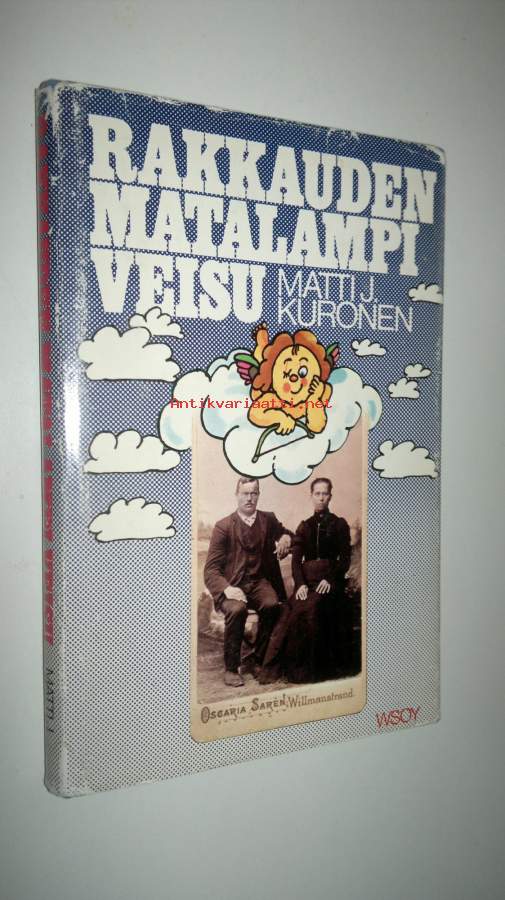 RAKKAUDEN
MATALAMPI
VEISU
MATTI J.
KURONEN
Antikvariaatti.net
OSCARIA SARÉN, Willmanstrand.
WSOY